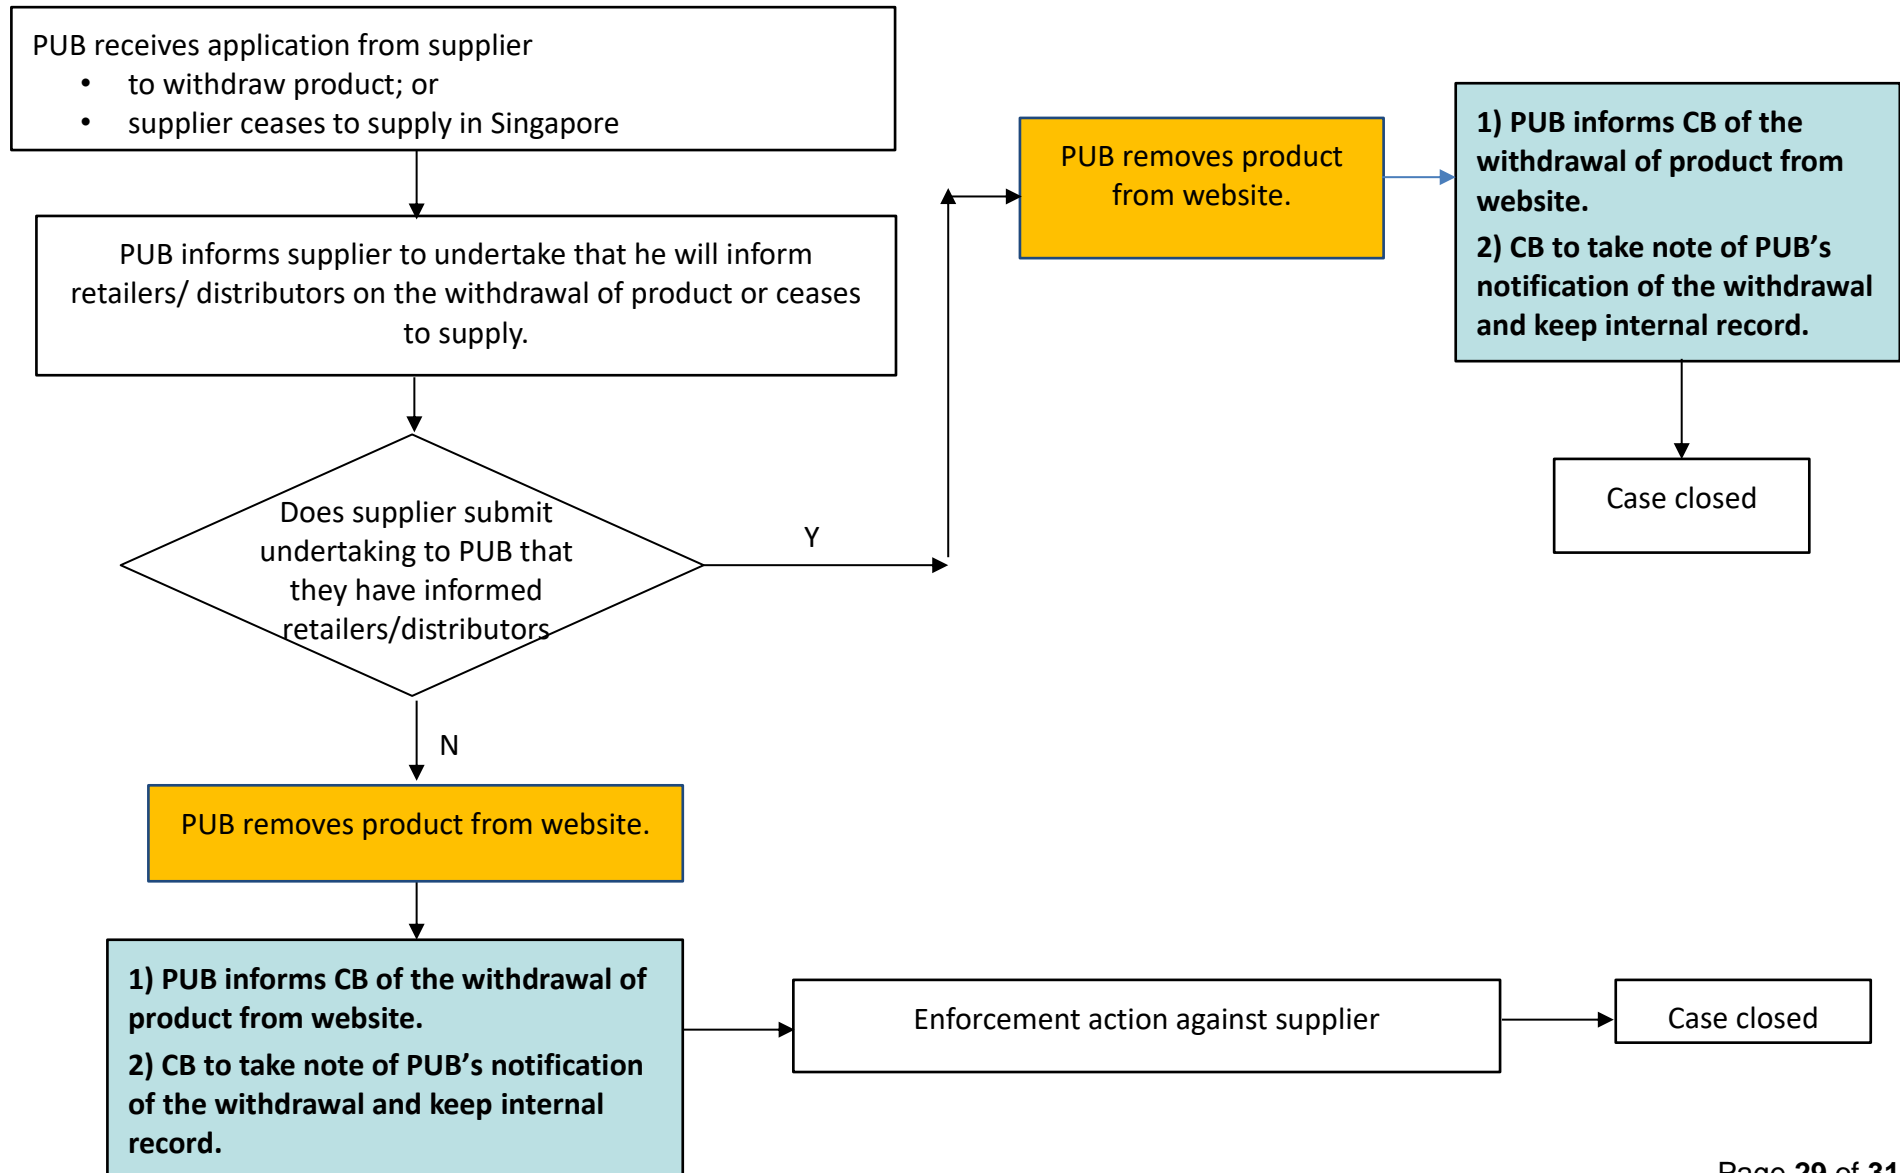 PUB receives application from supplier
• to withdraw product; or
• supplier ceases to supply in Singapore
PUB informs supplier to undertake that he will inform
retailers/ distributors on the withdrawal of product or ceases
to supply.
Does supplier submit
undertaking to PUB that
they have informed
retailers/distributors
Y
PUB removes product
from website.
1) PUB informs CB of the
withdrawal of product from
website.
2) CB to take note of PUB’s
notification of the withdrawal
and keep internal record.
Case closed
N
PUB removes product from website.
1) PUB informs CB of the withdrawal of
product from website.
2) CB to take note of PUB’s notification
of the withdrawal and keep internal
record.
Enforcement action against supplier
Case closed
Page 29 of 31